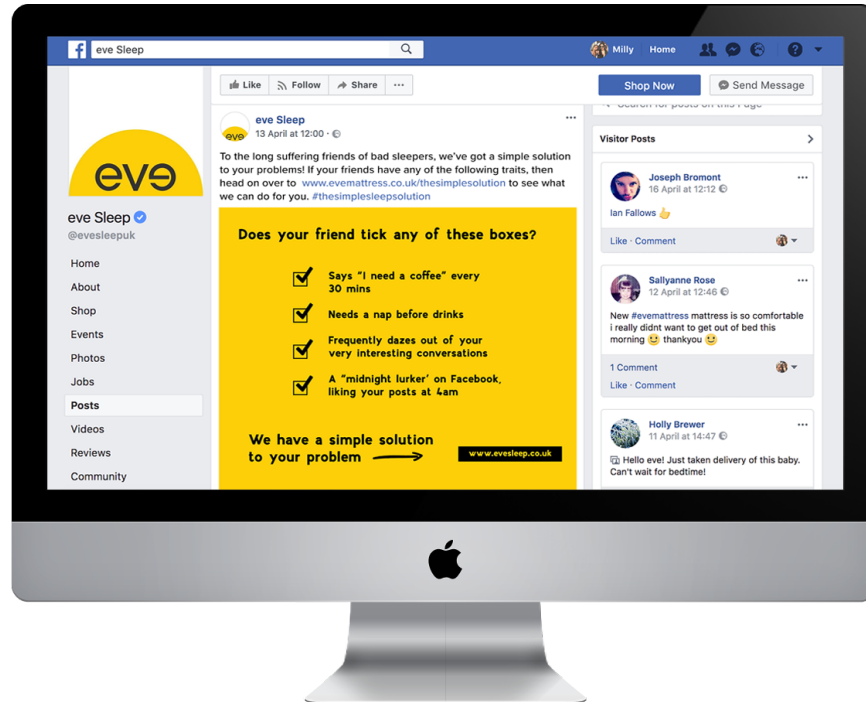 f
eve Sleep
Milly
Home
?
eve
eve Sleep
@evesleepuk
Home
About
Shop
Events
Photos
Jobs
Posts
Videos
Reviews
Community
Like
Follow
Share
...
Shop Now
Send Message
eve
eve Sleep
13 April at 12:00 ·
...
To the long suffering friends of bad sleepers, we've got a simple solution
to your problems! If your friends have any of the following traits, then
head on over to www.evemattress.co.uk/thesimplesolution to see what
we can do for you. #thesimplesleepsolution
Does your friend tick any of these boxes?
Says "I need a coffee" every
30 mins
Needs a nap before drinks
Frequently dazes out of your
very interesting conversations
A "midnight lurker' on Facebook,
liking your posts at 4am
We have a simple solution
to your problem
www.evesleep.co.uk
Search for posts on this Page
Visitor Posts
Joseph Bromont
16 April at 12:12
...
Ian Fallows
Like · Comment
Sallyanne Rose
12 April at 12:46
...
New #evemattress mattress is so comfortable
i really didnt want to get out of bed this
morning 🙂 thankyou 🙂
1 Comment
Like · Comment
Holly Brewer
11 April at 14:47
...
Hello eve! Just taken delivery of this baby.
Can't wait for bedtime!